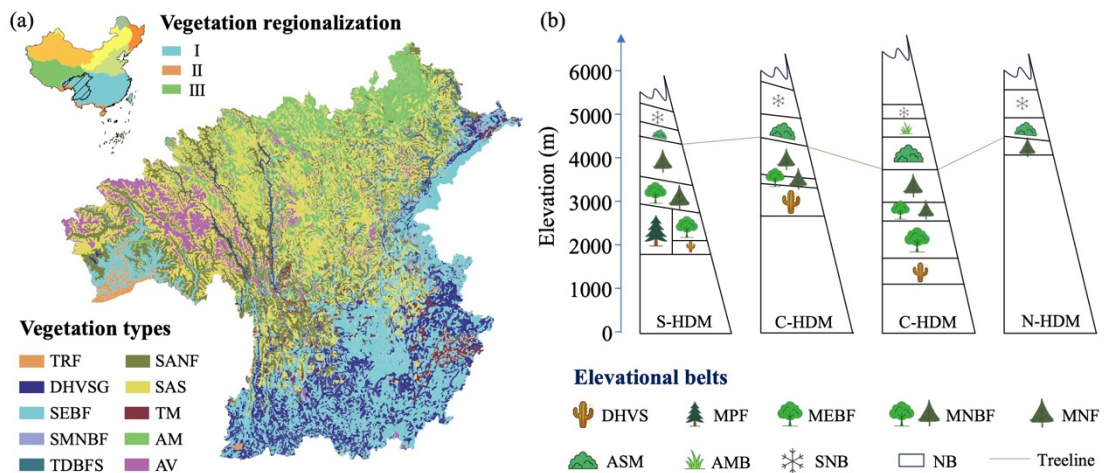 (a)
Vegetation regionalization
I
II
III
Vegetation types
TRF
SANF
DHVSG
SAS
SEBF
TM
SMNBF
AM
TDBFS
AV
(b)
Elevation (m)
6000
5000
4000
3000
2000
1000
0
S-HDM
C-HDM
C-HDM
N-HDM
Elevational belts
DHVS
MPF
MEBF
MNBF
MNF
ASM
AMB
SNB
NB
Treeline